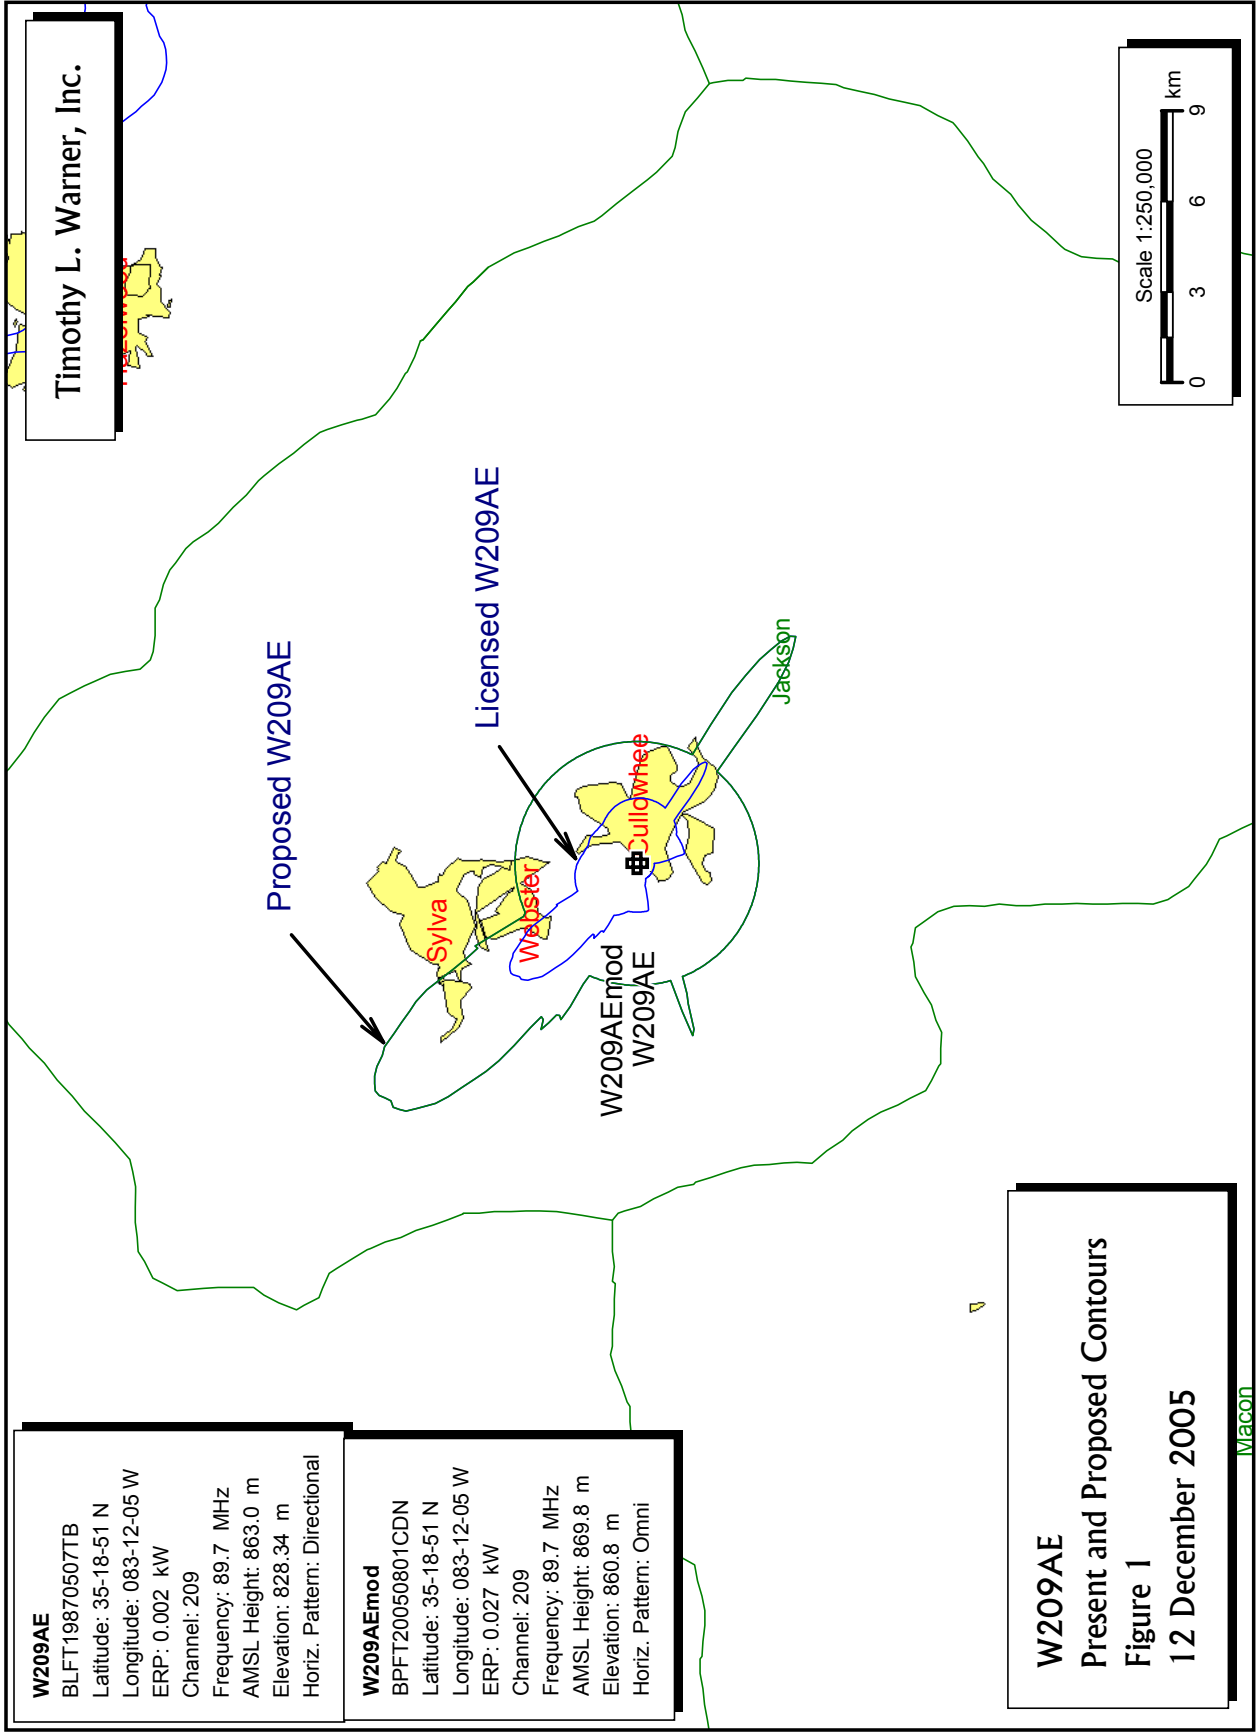 W209AE
BLFT19870507TB
Latitude: 35-18-51 N
Longitude: 083-12-05 W
ERP: 0.002 kW
Channel: 209
Frequency: 89.7 MHz
AMSL Height: 863.0 m
Elevation: 828.34 m
Horiz. Pattern: Directional
W209AEmod
BPFT20050801CDN
Latitude: 35-18-51 N
Longitude: 083-12-05 W
ERP: 0.027 kW
Channel: 209
Frequency: 89.7 MHz
AMSL Height: 869.8 m
Elevation: 860.8 m
Horiz. Pattern: Omni
Timothy L. Warner, Inc.
Proposed W209AE
Licensed W209AE
Sylva
Webster
Cullowhee
W209AEmod
W209AE
Jackson
W209AE
Present and Proposed Contours
Figure 1
12 December 2005
Scale 1:250,000
km
0 3 6 9
Macon